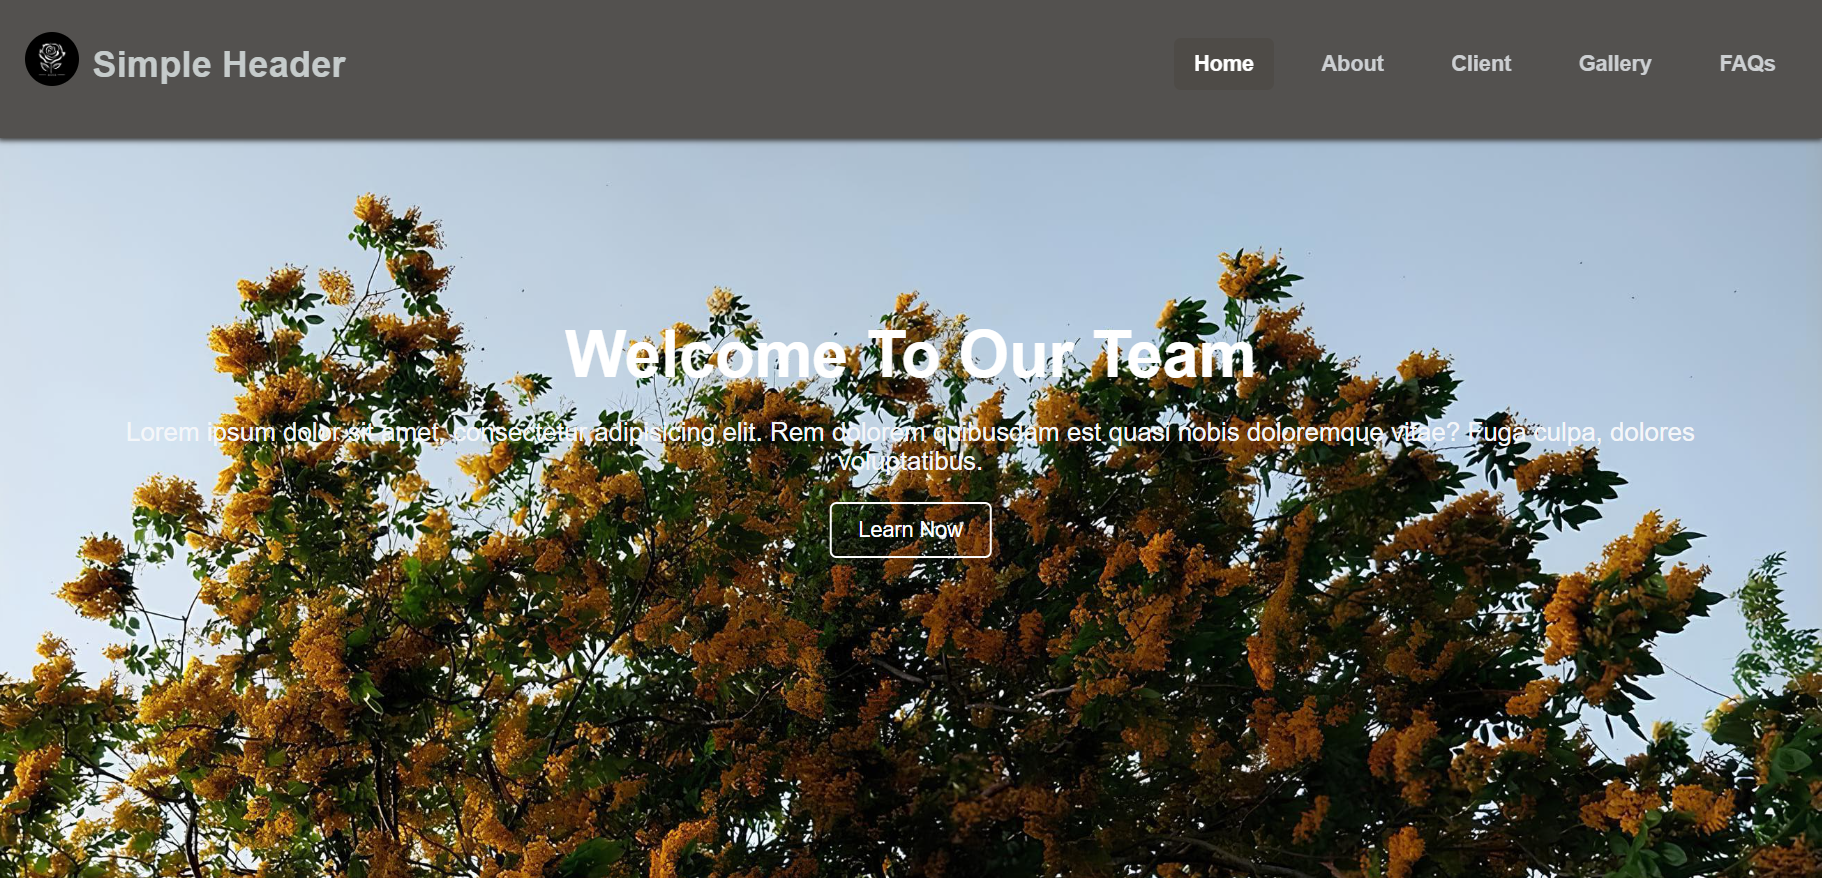 Simple Header
Home About Client Gallery FAQs
Welcome To Our Team
Lorem ipsum dolor sit amet, consectetur adipisicing elit. Rem dolorem quibusdam est quasi nobis doloremque vitae? Fuga culpa, dolores
voluptatibus.
Learn Now